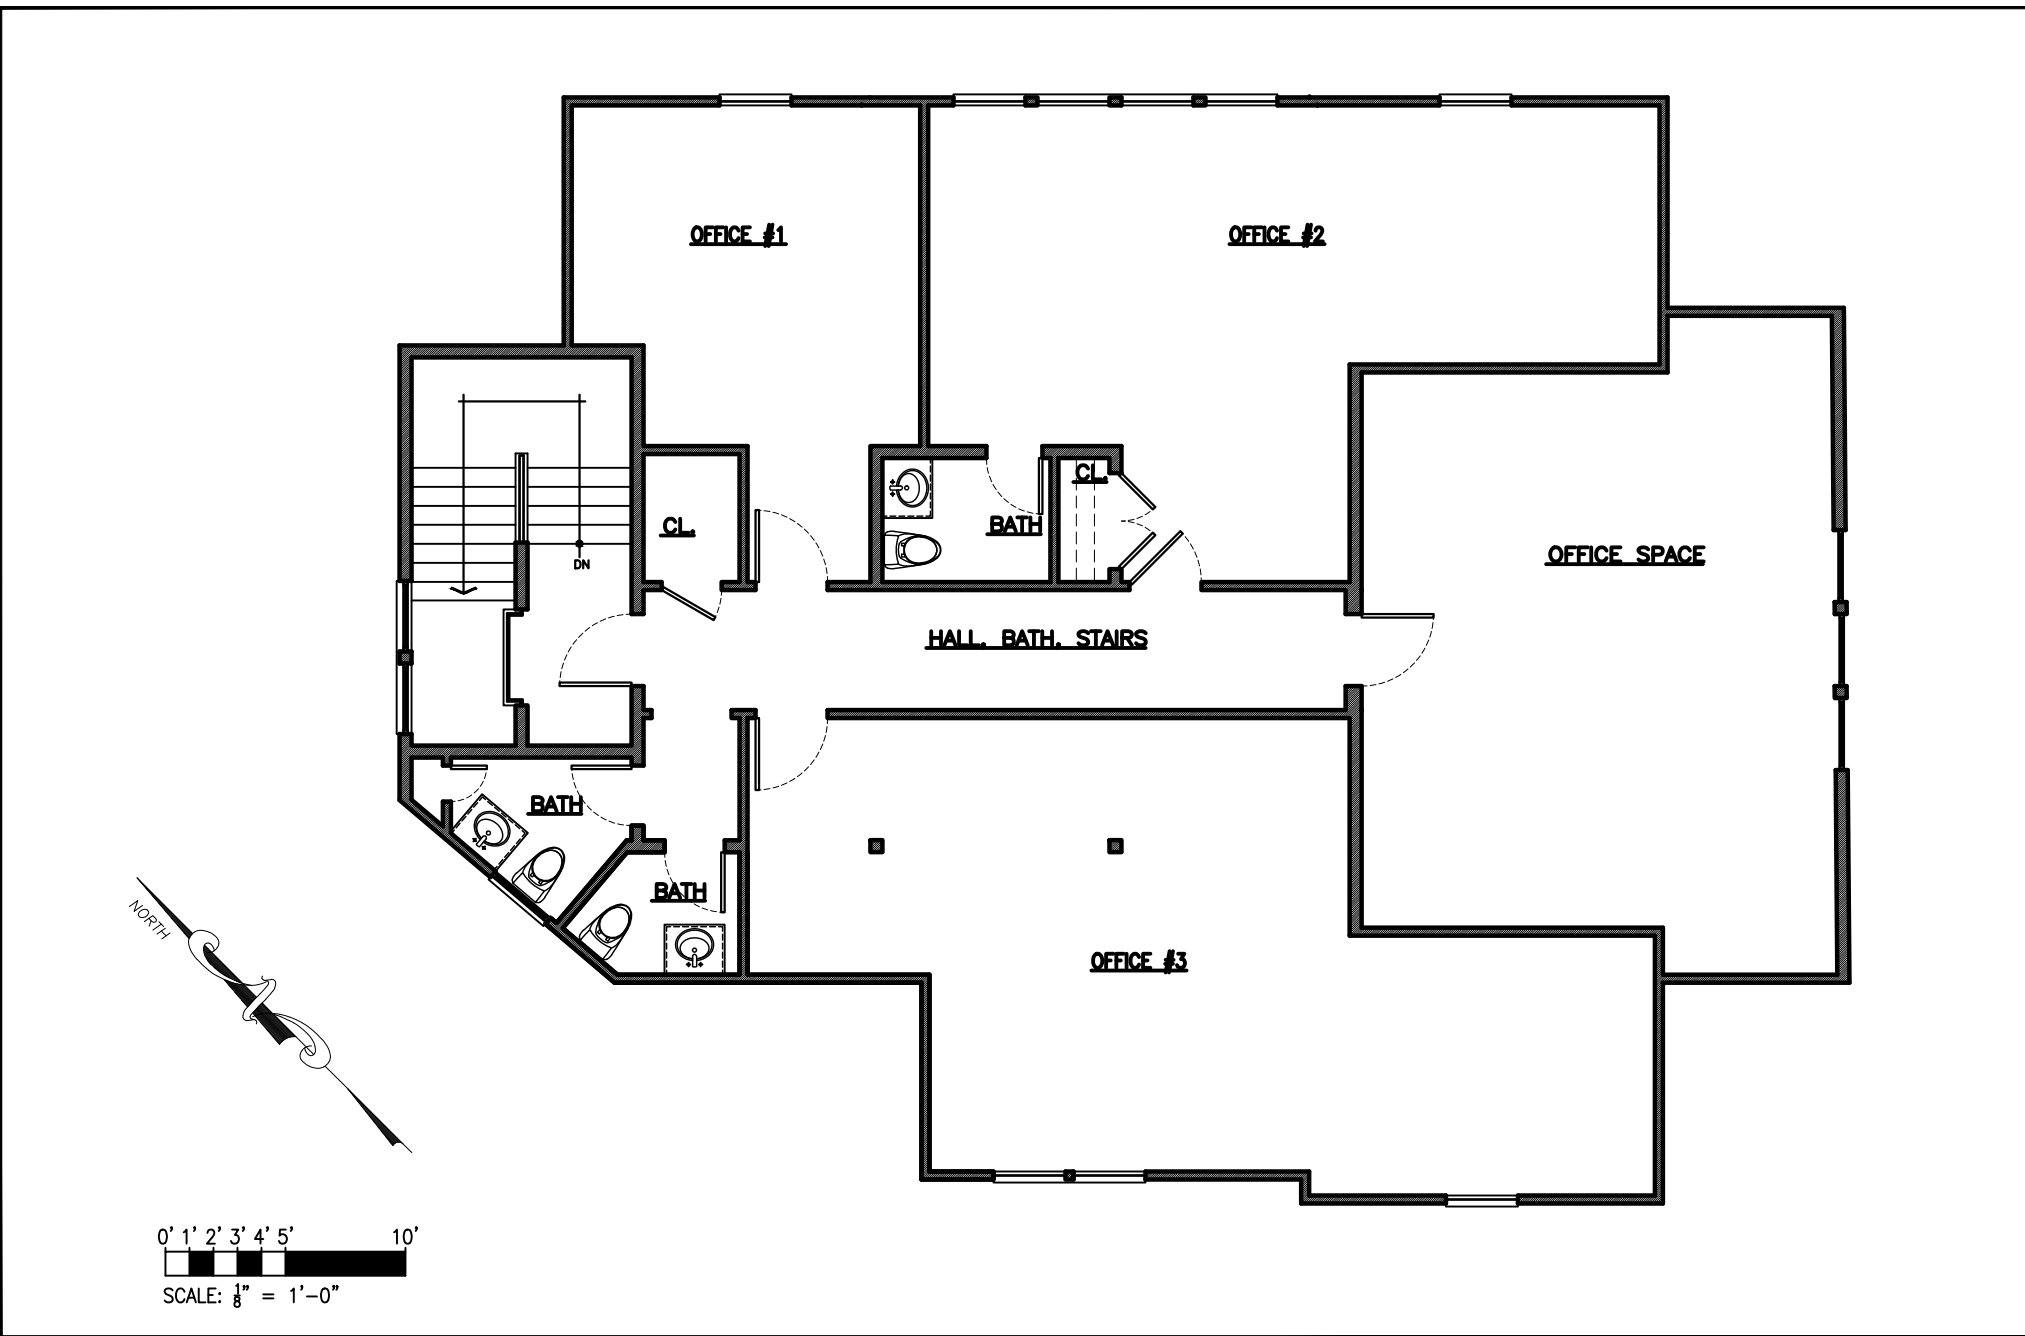 OFFICE #1
OFFICE #2
CL.
CL.
BATH
DN
OFFICE SPACE
HALL. BATH. STAIRS
BATH
BATH
OFFICE #3
NORTH
0' 1' 2' 3' 4' 5' 10'
SCALE: 1/8" = 1'-0"